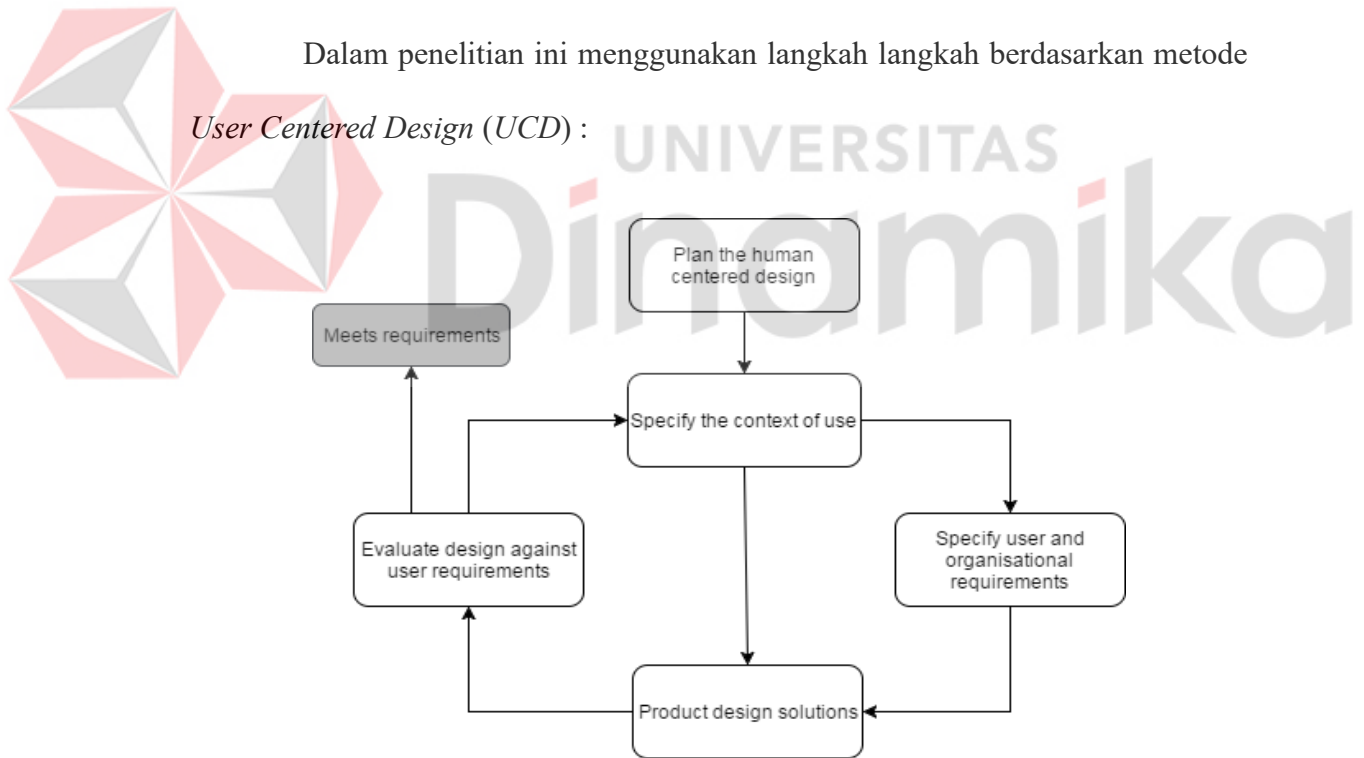 Dalam penelitian ini menggunakan langkah langkah berdasarkan metode
User Centered Design (UCD) :
UNIVERSITAS
Dinamika
Plan the human
centered design
Meets requirements
Specify the context of use
Evaluate design against
user requirements
Specify user and
organisational
requirements
Product design solutions